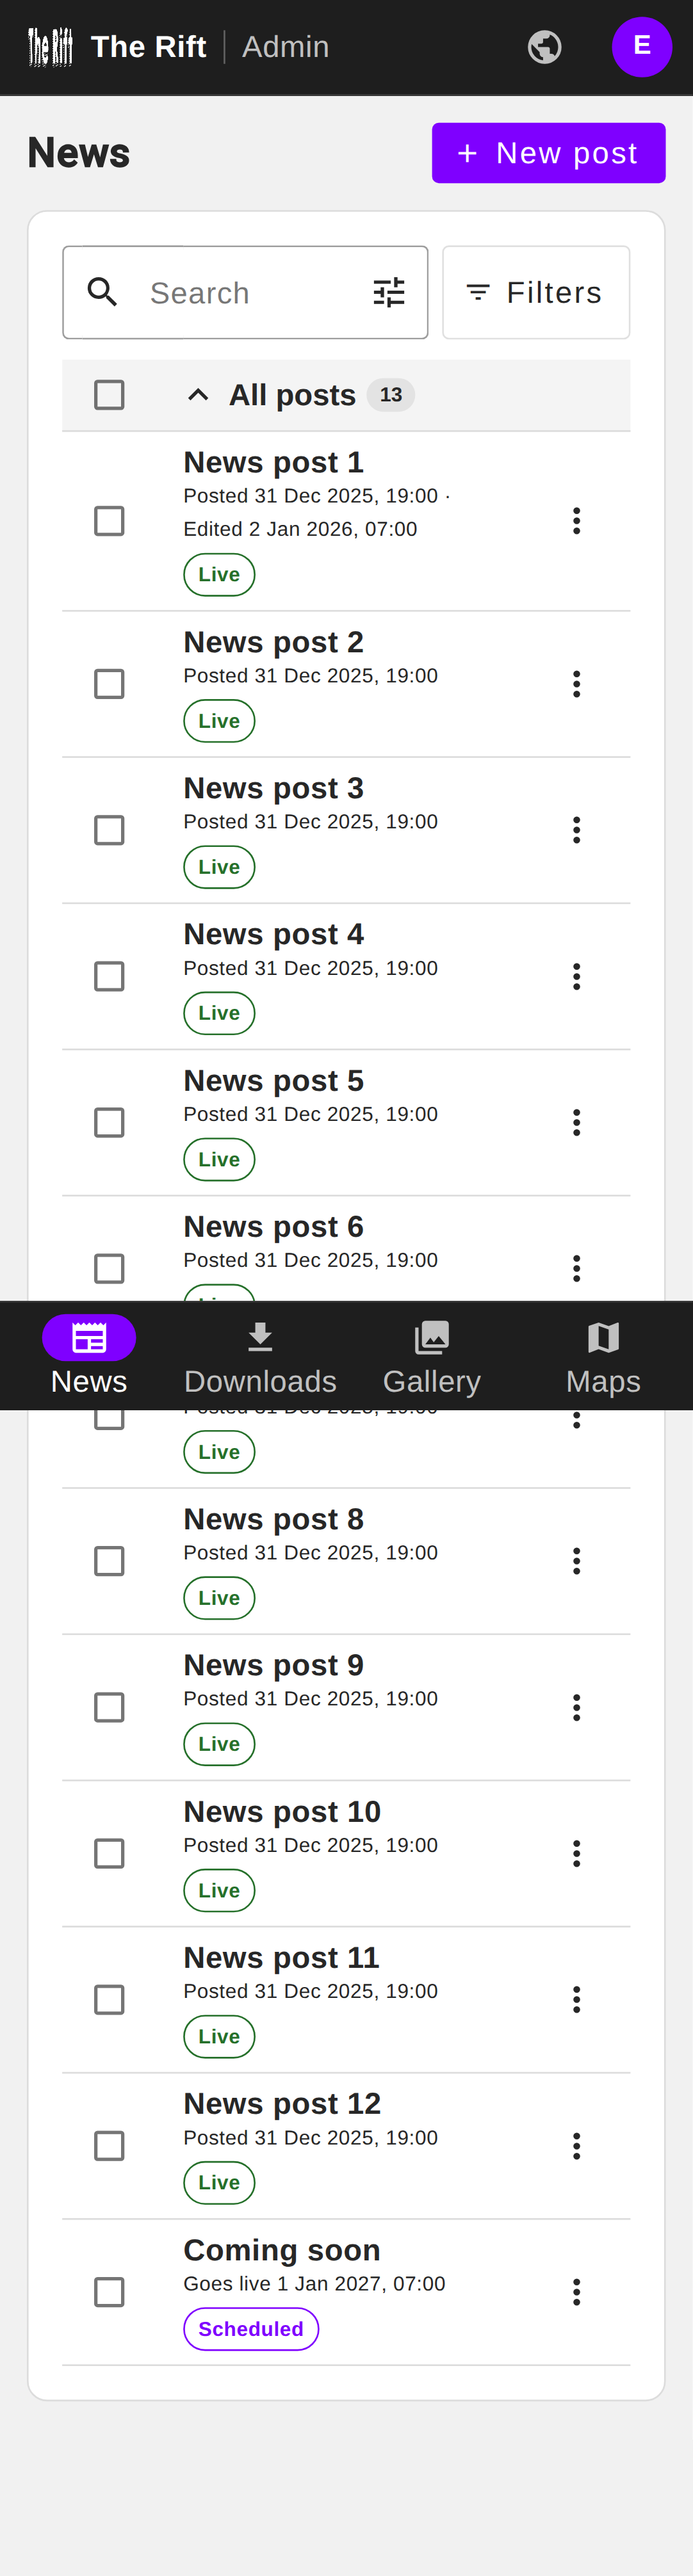 The Rift The Rift Admin E
News
+ New post
Search
Filters
All posts 13
News post 1
Posted 31 Dec 2025, 19:00 ·
Edited 2 Jan 2026, 07:00
Live
News post 2
Posted 31 Dec 2025, 19:00
Live
News post 3
Posted 31 Dec 2025, 19:00
Live
News post 4
Posted 31 Dec 2025, 19:00
Live
News post 5
Posted 31 Dec 2025, 19:00
Live
News post 6
Posted 31 Dec 2025, 19:00
News Downloads Gallery Maps
Live
News post 8
Posted 31 Dec 2025, 19:00
Live
News post 9
Posted 31 Dec 2025, 19:00
Live
News post 10
Posted 31 Dec 2025, 19:00
Live
News post 11
Posted 31 Dec 2025, 19:00
Live
News post 12
Posted 31 Dec 2025, 19:00
Live
Coming soon
Goes live 1 Jan 2027, 07:00
Scheduled